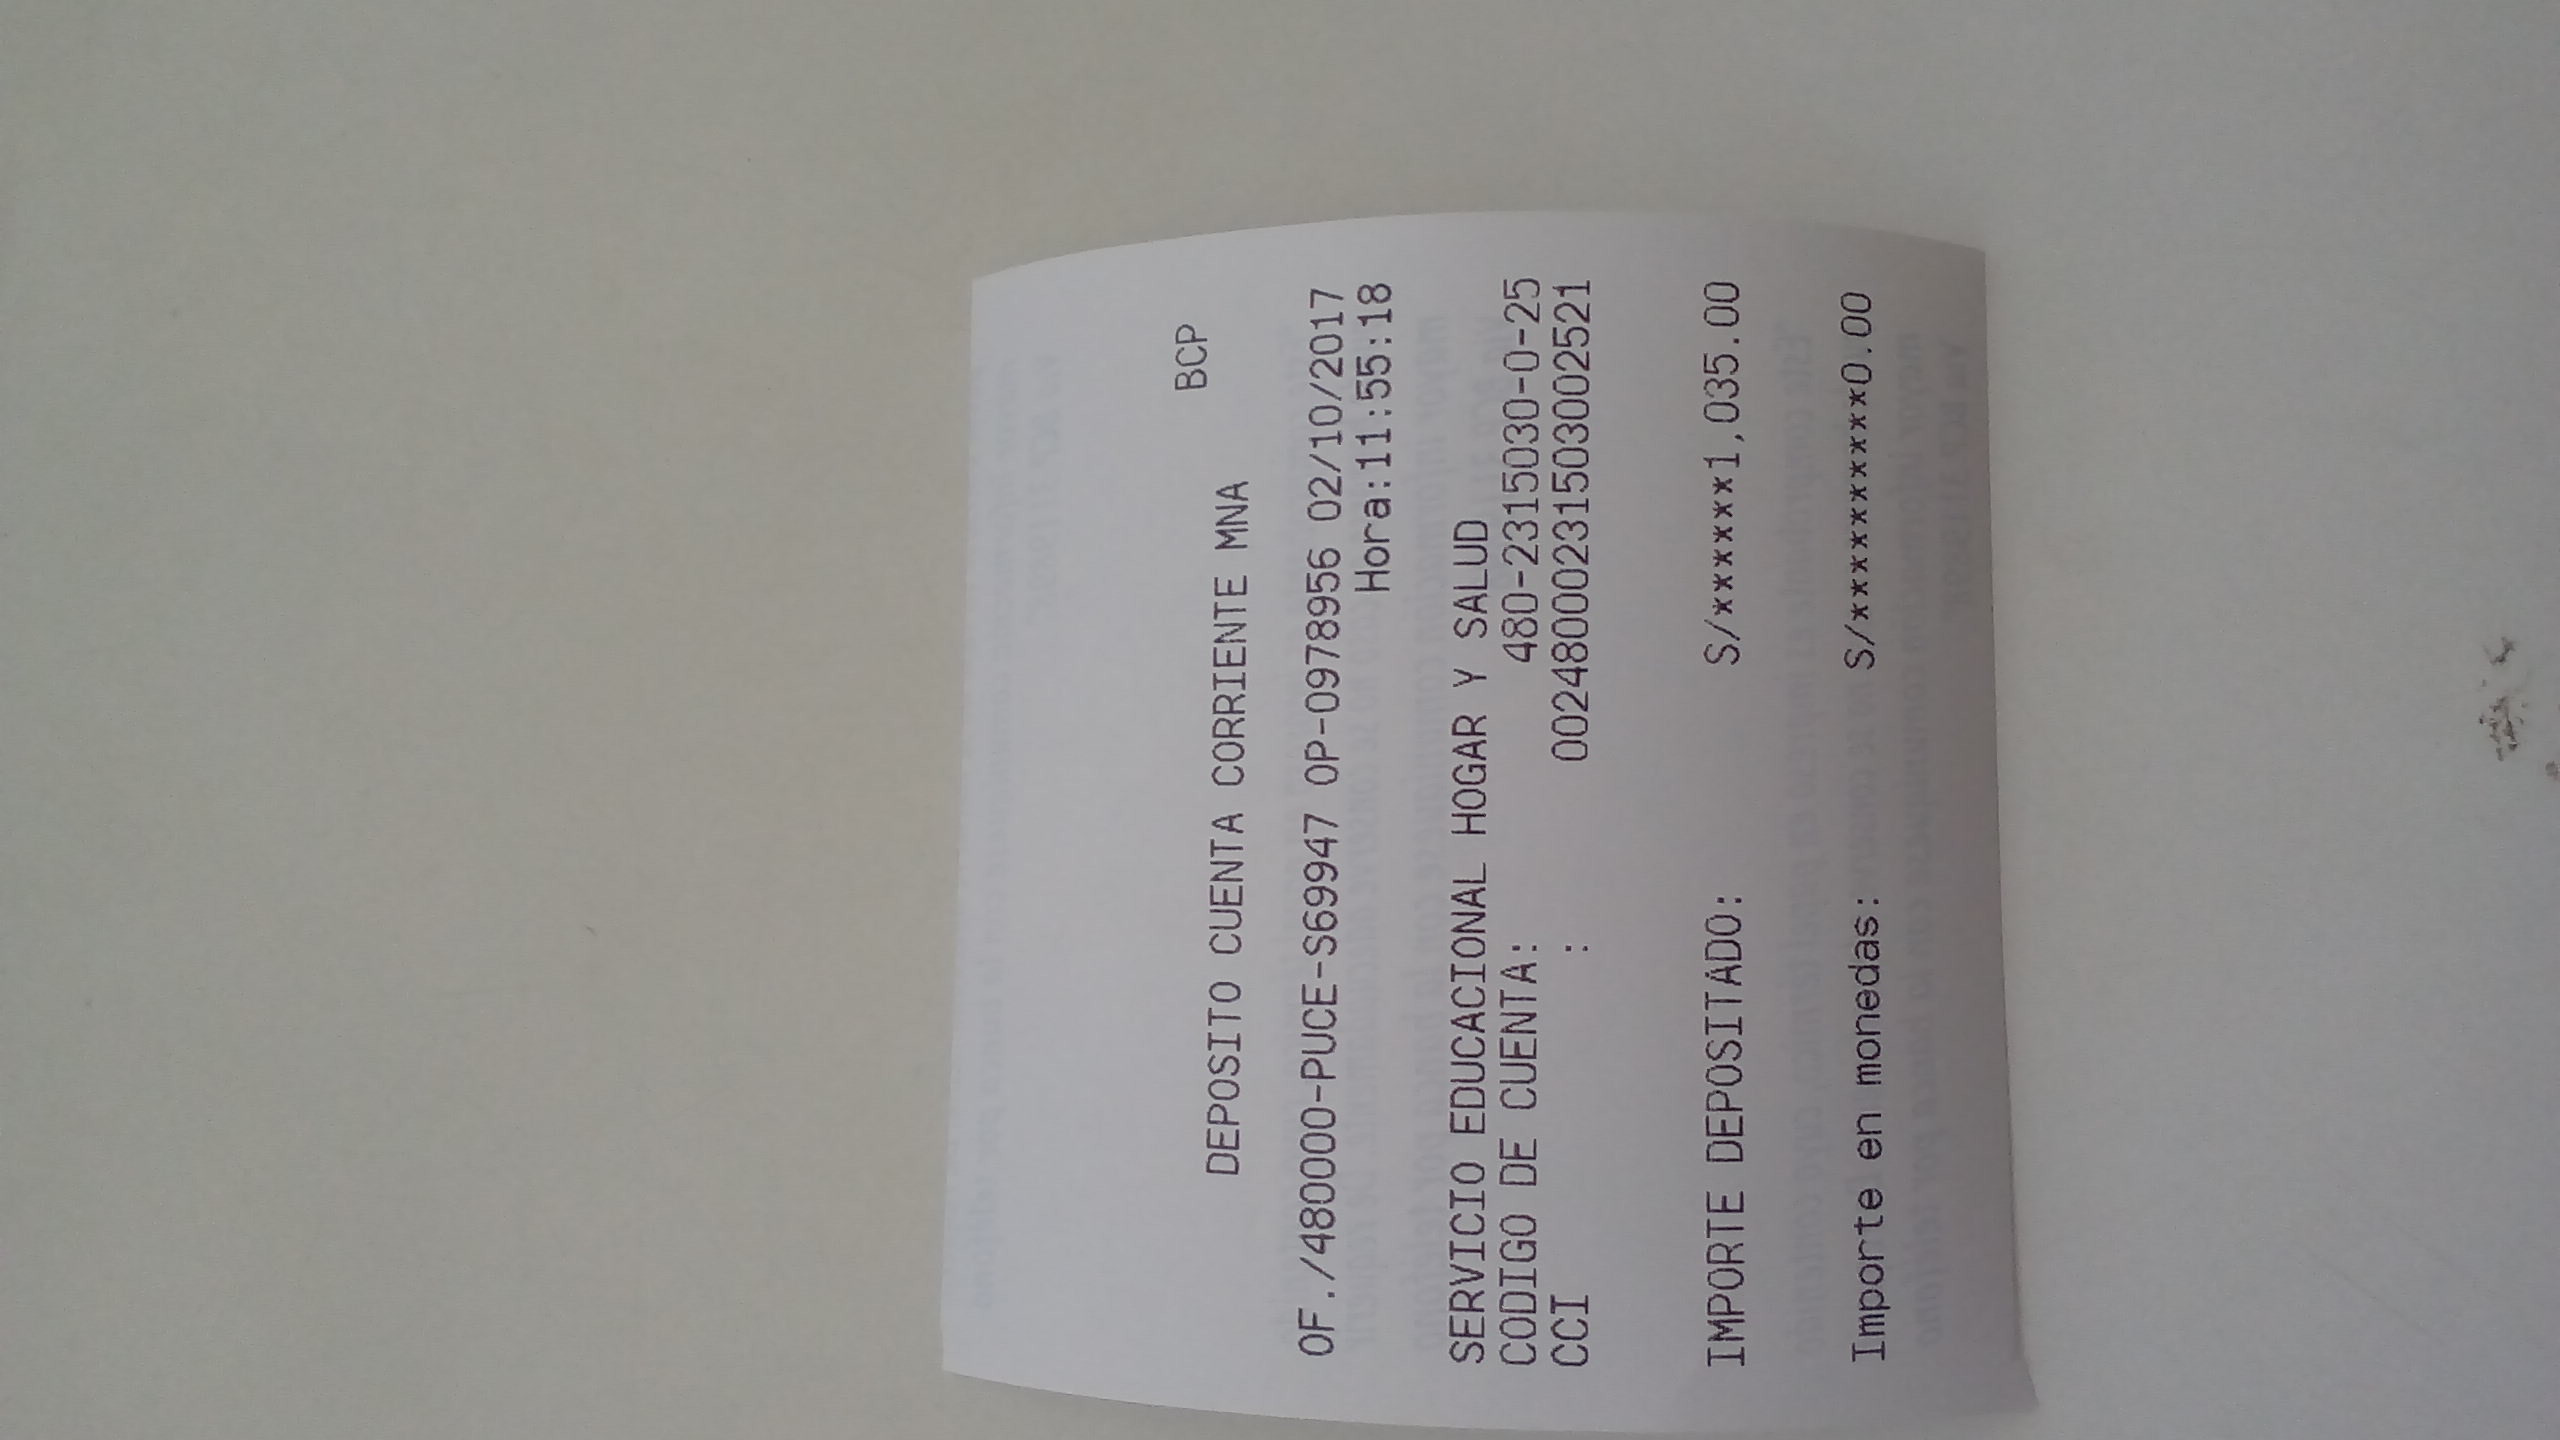 BCP
DEPOSITO CUENTA CORRIENTE MNA
OF./480000-PUCE-S69947 OP-0978956 02/10/2017
Hora:11:55:18
SERVICIO EDUCACIONAL HOGAR Y SALUD
CODIGO DE CUENTA: 480-2315030-0-25
CCI : 00248000231503002521
IMPORTE DEPOSITADO: S/******1,035.00
Importe en monedas: S/**********0.00